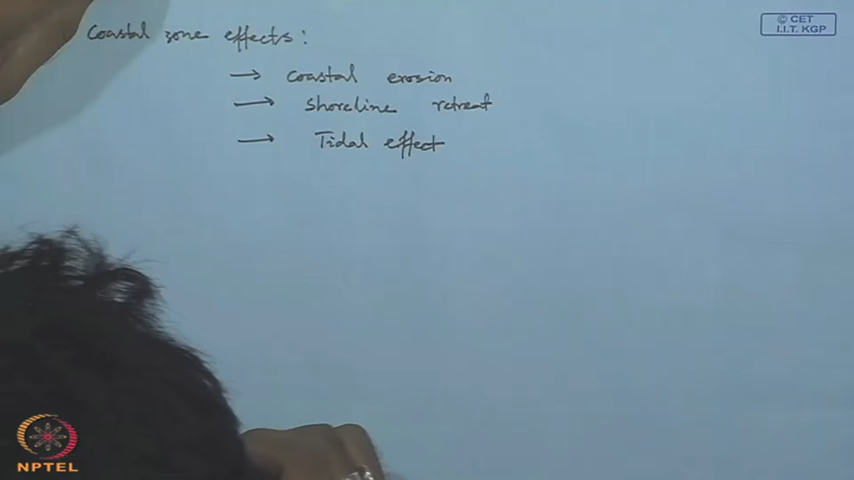 Coastal zone effects:
→ coastal erosion
→ shoreline retreat
→ Tidal effect
© CET
I.I.T. KGP
NPTEL